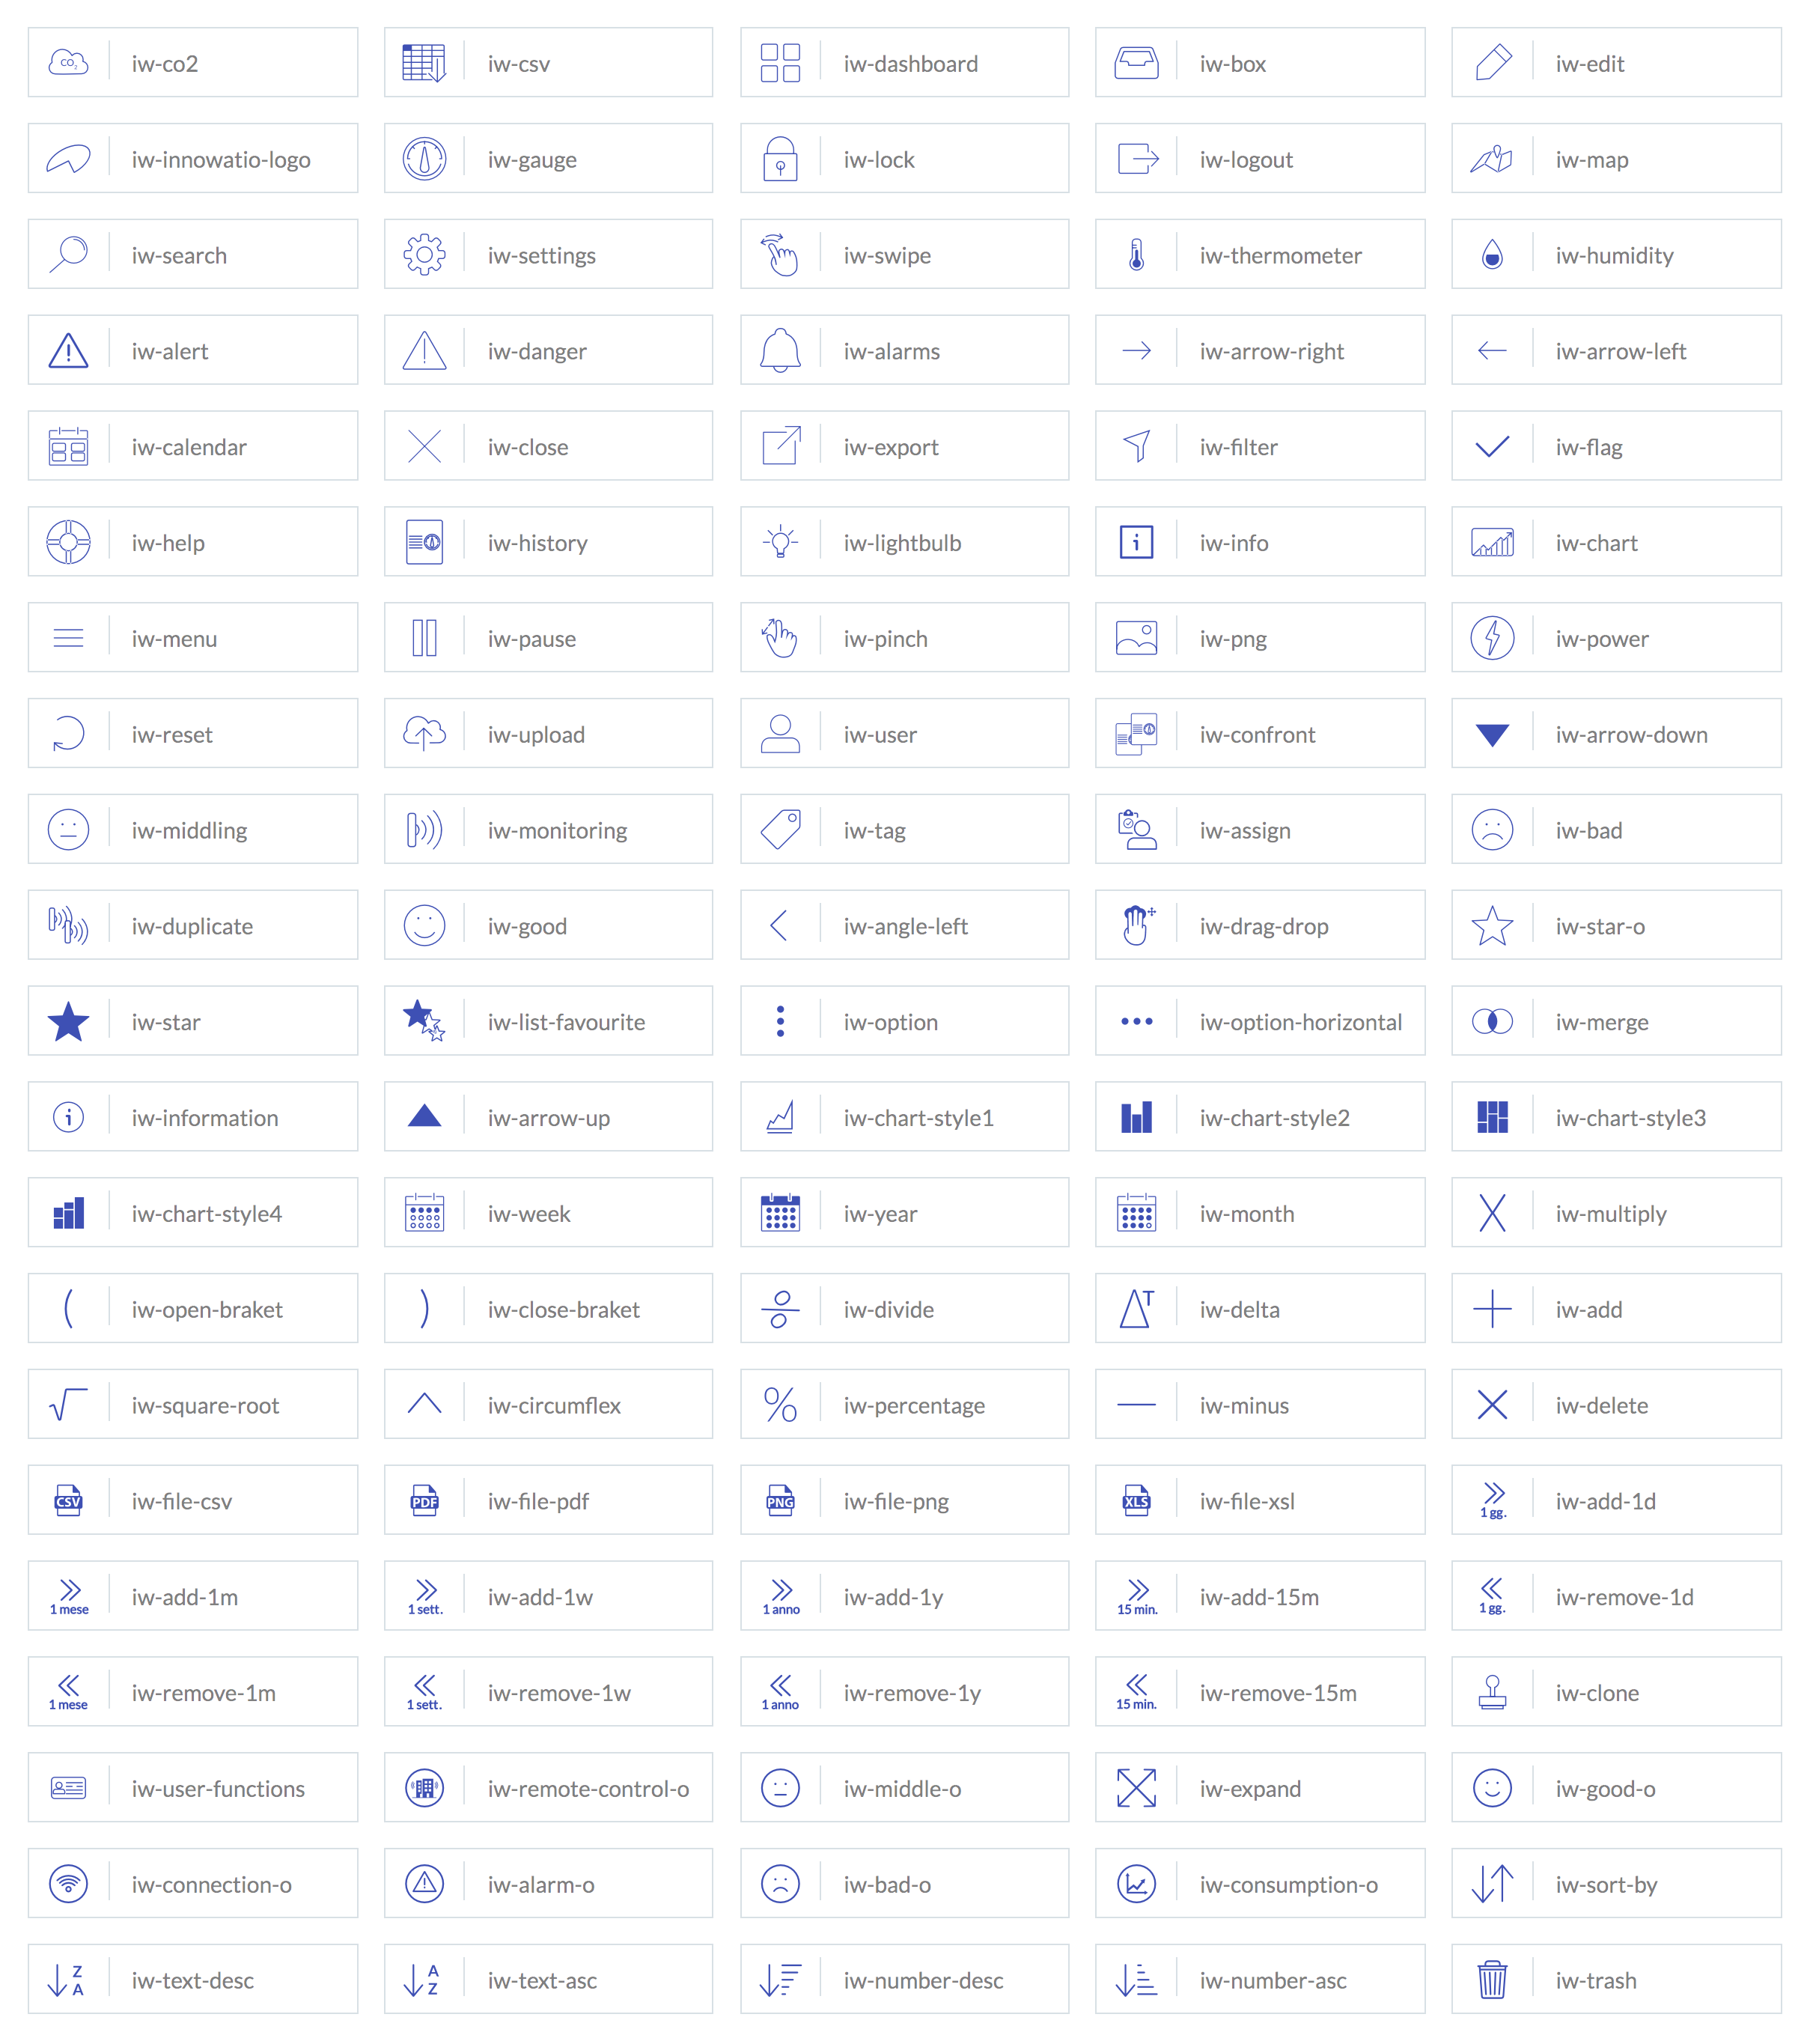 CO2 iw-co2 iw-csv iw-dashboard iw-box iw-edit
iw-innowatio-logo iw-gauge iw-lock iw-logout iw-map
iw-search iw-settings iw-swipe iw-thermometer iw-humidity
iw-alert iw-danger iw-alarms iw-arrow-right iw-arrow-left
iw-calendar iw-close iw-export iw-filter iw-flag
iw-help iw-history iw-lightbulb iw-info iw-chart
iw-menu iw-pause iw-pinch iw-png iw-power
iw-reset iw-upload iw-user iw-confront iw-arrow-down
iw-middling iw-monitoring iw-tag iw-assign iw-bad
iw-duplicate iw-good iw-angle-left iw-drag-drop iw-star-o
iw-star iw-list-favourite iw-option iw-option-horizontal iw-merge
iw-information iw-arrow-up iw-chart-style1 iw-chart-style2 iw-chart-style3
iw-chart-style4 iw-week iw-year iw-month iw-multiply
( iw-open-braket ) iw-close-braket iw-divide ΔT iw-delta iw-add
iw-square-root iw-circumflex % iw-percentage iw-minus iw-delete
CSV iw-file-csv PDF iw-file-pdf PNG iw-file-png XLS iw-file-xsl 1 gg. iw-add-1d
1 mese iw-add-1m 1 sett. iw-add-1w 1 anno iw-add-1y 15 min. iw-add-15m 1 gg. iw-remove-1d
1 mese iw-remove-1m 1 sett. iw-remove-1w 1 anno iw-remove-1y 15 min. iw-remove-15m iw-clone
iw-user-functions iw-remote-control-o iw-middle-o iw-expand iw-good-o
iw-connection-o iw-alarm-o iw-bad-o iw-consumption-o iw-sort-by
Z A iw-text-desc A Z iw-text-asc iw-number-desc iw-number-asc iw-trash